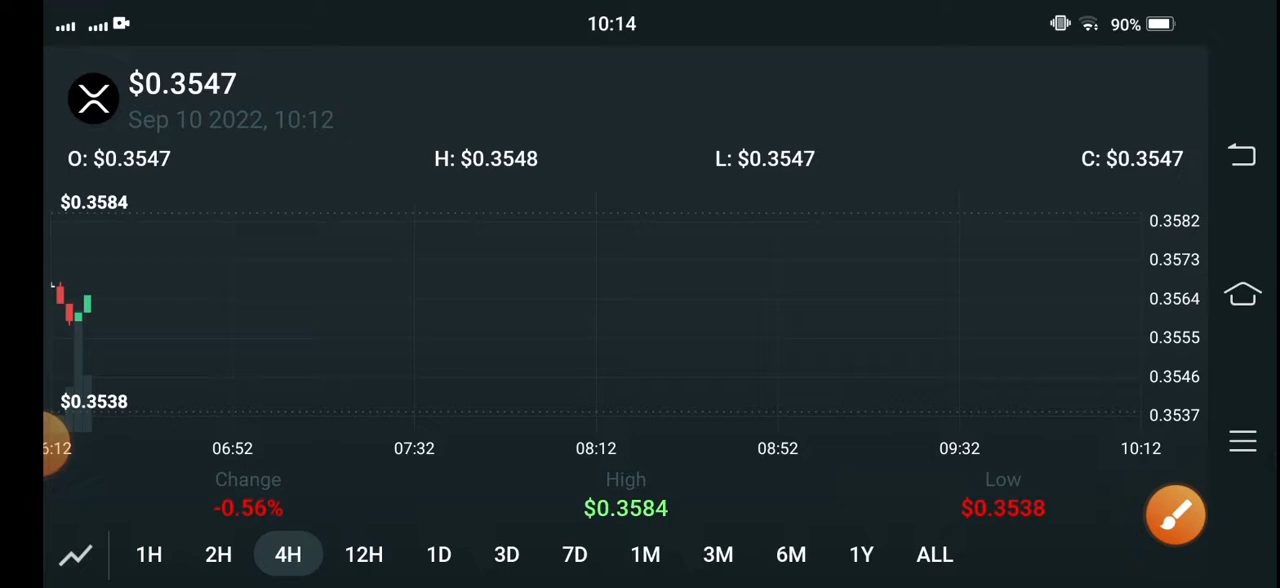 10:14
90%
$0.3547
Sep 10 2022, 10:12
O: $0.3547 H: $0.3548 L: $0.3547 C: $0.3547
$0.3584
0.3582
0.3573
0.3564
0.3555
0.3546
$0.3538
0.3537
6:12 06:52 07:32 08:12 08:52 09:32 10:12
Change High Low
-0.56% $0.3584 $0.3538
1H 2H 4H 12H 1D 3D 7D 1M 3M 6M 1Y ALL